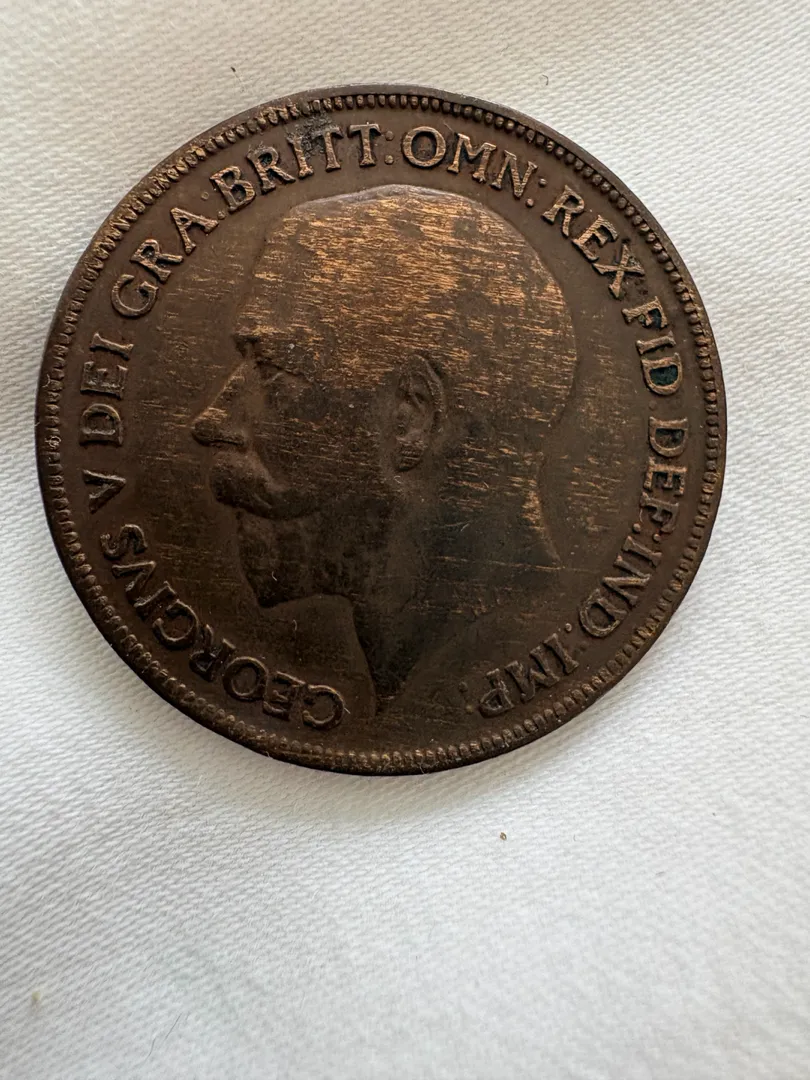 GEORGIVS V DEI GRA: BRITT: OMN: REX FID: DEF: IND: IMP: